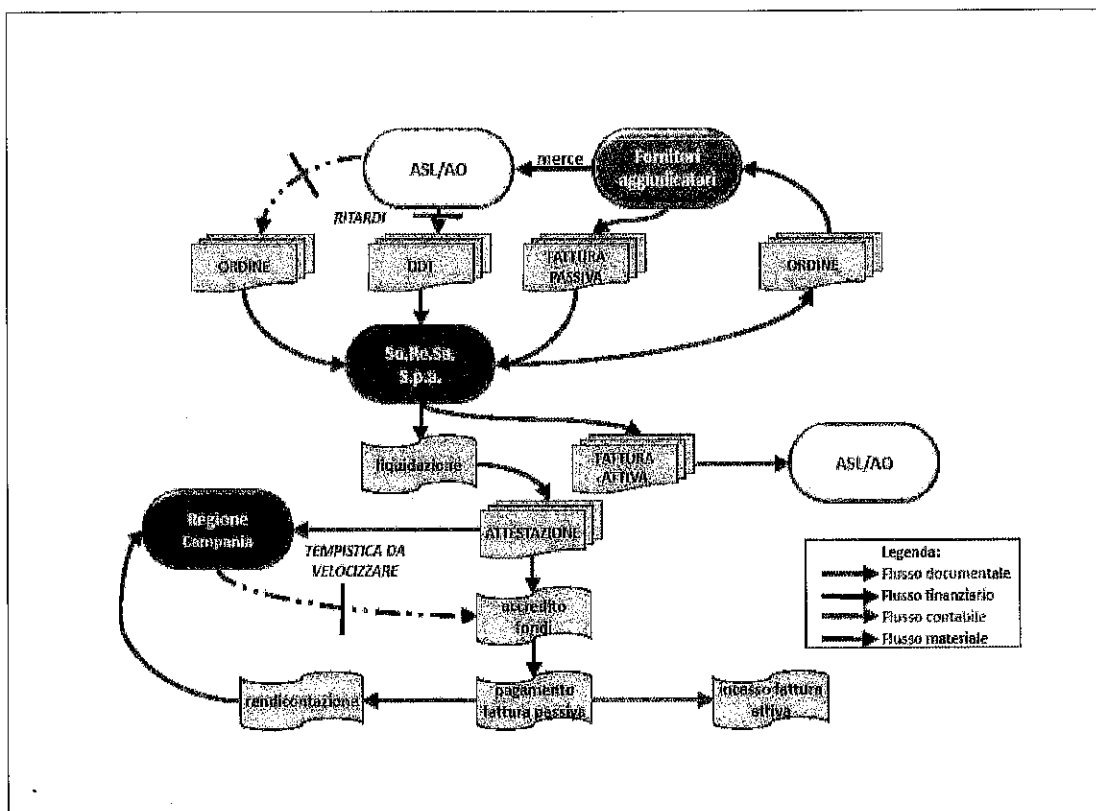 ASL/AO
merce
Fornitori
aggiudicatari
RITARDI
ORDINE
DDT
FATTURA
PASSIVA
ORDINE
So.Re.Sa.
S.p.a.
liquidazione
FATTURA
ATTIVA
ASL/AO
Regione
Campania
ATTESTAZIONE
TEMPISTICA DA
VELOCIZZARE
Legenda:
Flusso documentale
Flusso finanziario
Flusso contabile
Flusso materiale
accredito
fondi
rendicontazione
pagamento
fattura passiva
incasso fattura
attiva